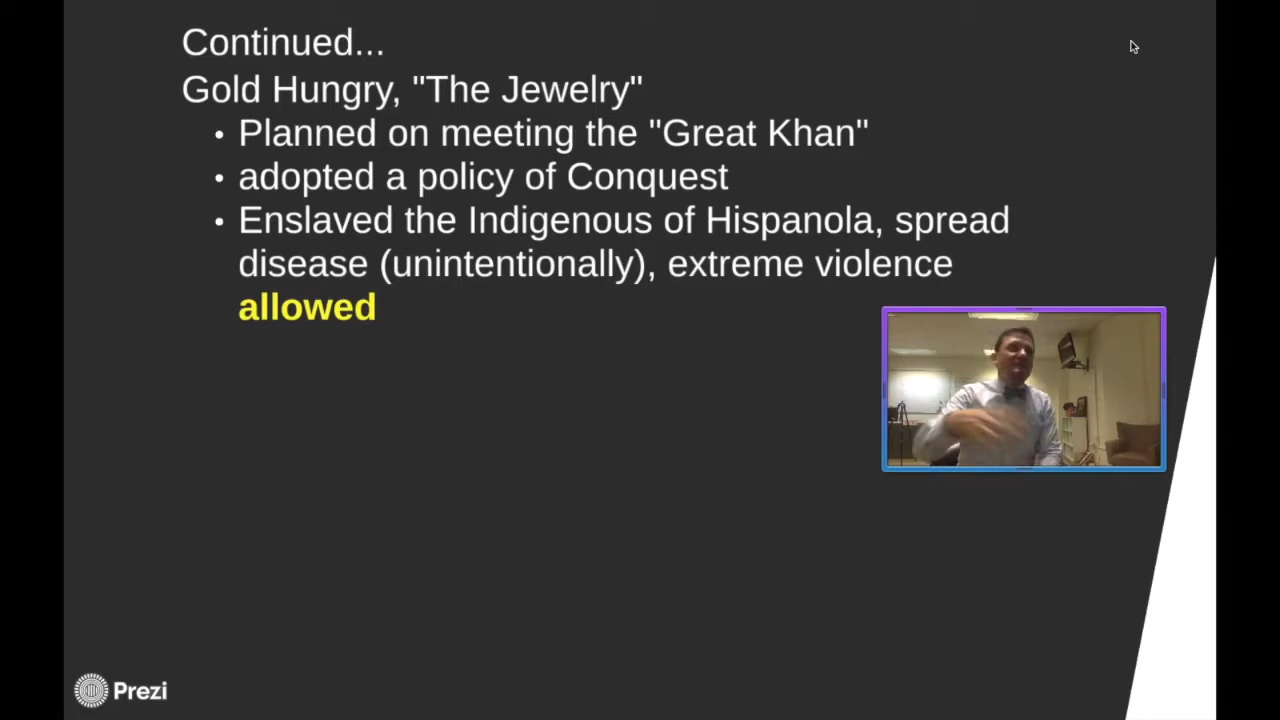 Continued...
Gold Hungry, "The Jewelry"
• Planned on meeting the "Great Khan"
• adopted a policy of Conquest
• Enslaved the Indigenous of Hispanola, spread
disease (unintentionally), extreme violence
allowed
Prezi